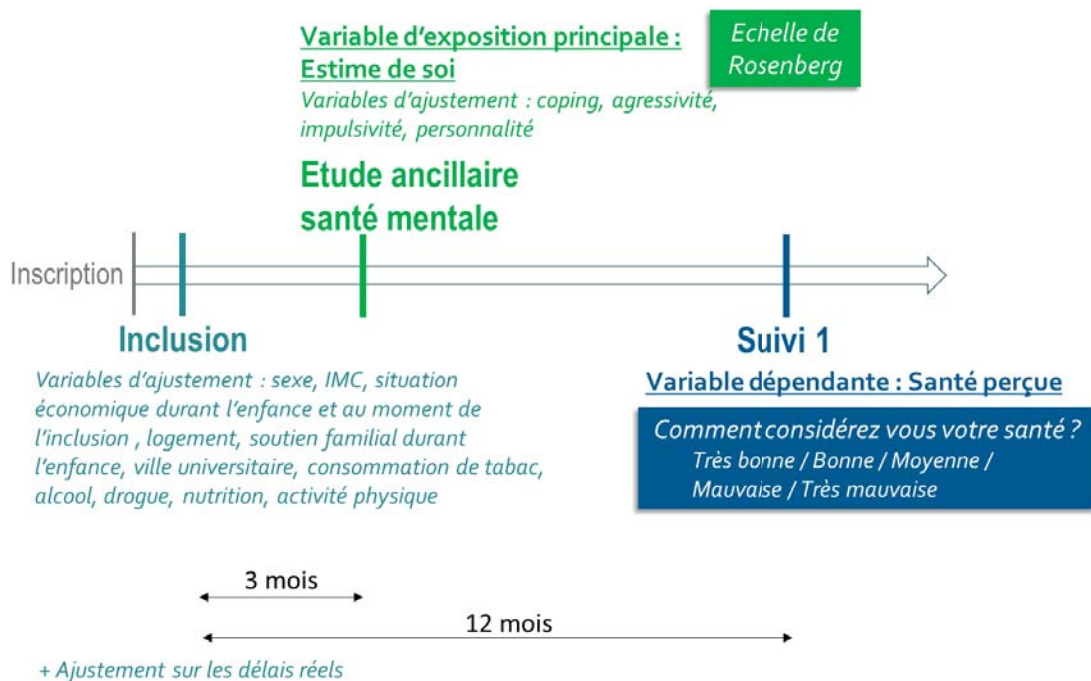 Variable d'exposition principale :
Estime de soi
Variables d'ajustement : coping, agressivité,
impulsivité, personnalité
Echelle de
Rosenberg
Etude ancillaire
santé mentale
Inscription
Inclusion
Variables d'ajustement : sexe, IMC, situation
économique durant l'enfance et au moment de
l'inclusion , logement, soutien familial durant
l'enfance, ville universitaire, consommation de tabac,
alcool, drogue, nutrition, activité physique
Suivi 1
Variable dépendante : Santé perçue
Comment considérez vous votre santé ?
Très bonne / Bonne / Moyenne /
Mauvaise / Très mauvaise
3 mois
12 mois
+ Ajustement sur les délais réels